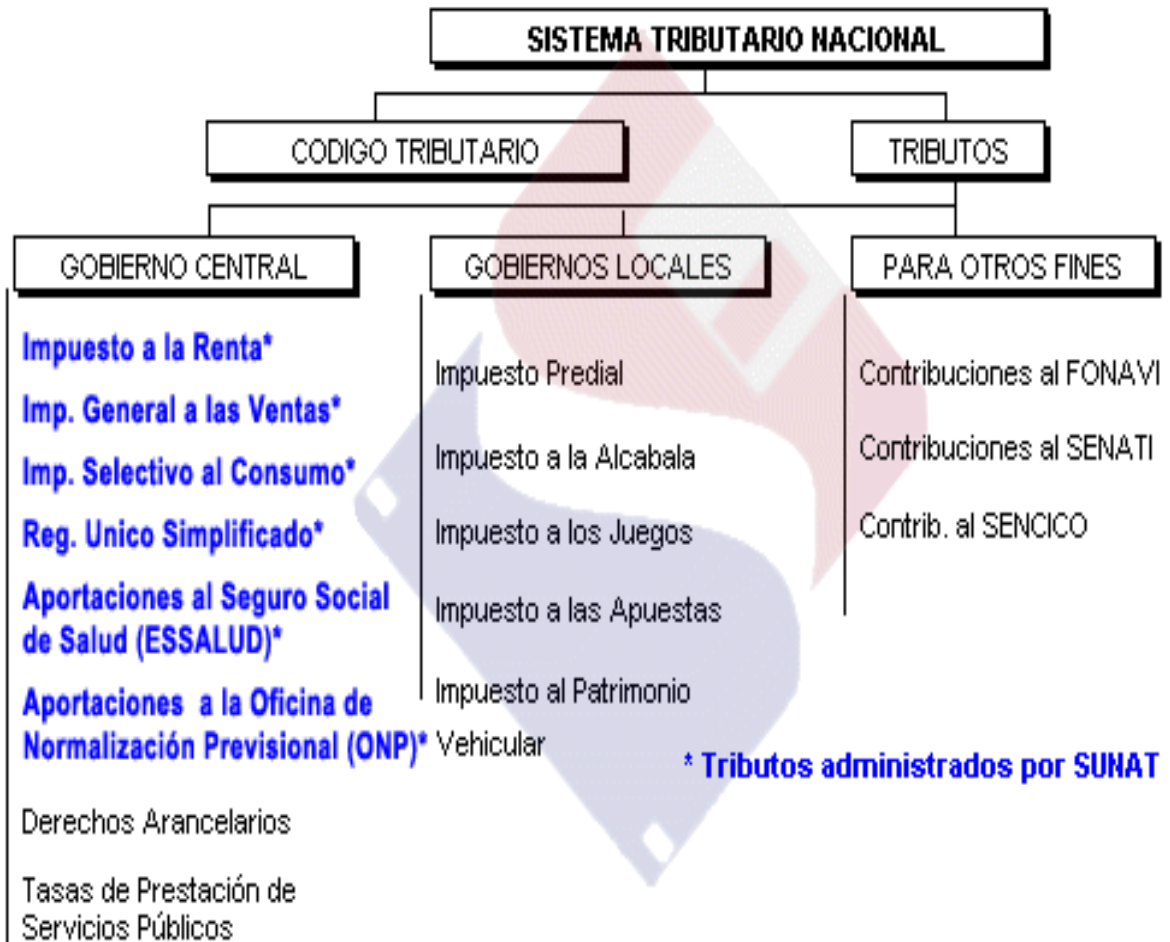 SISTEMA TRIBUTARIO NACIONAL
CODIGO TRIBUTARIO
TRIBUTOS
GOBIERNO CENTRAL
Impuesto a la Renta*
Imp. General a las Ventas*
Imp. Selectivo al Consumo*
Reg. Unico Simplificado*
Aportaciones al Seguro Social
de Salud (ESSALUD)*
Aportaciones a la Oficina de
Normalización Previsional (ONP)*
Derechos Arancelarios
Tasas de Prestación de
Servicios Públicos
GOBIERNOS LOCALES
Impuesto Predial
Impuesto a la Alcabala
Impuesto a los Juegos
Impuesto a las Apuestas
Impuesto al Patrimonio
Vehicular
PARA OTROS FINES
Contribuciones al FONAVI
Contribuciones al SENATI
Contrib. al SENCICO
* Tributos administrados por SUNAT